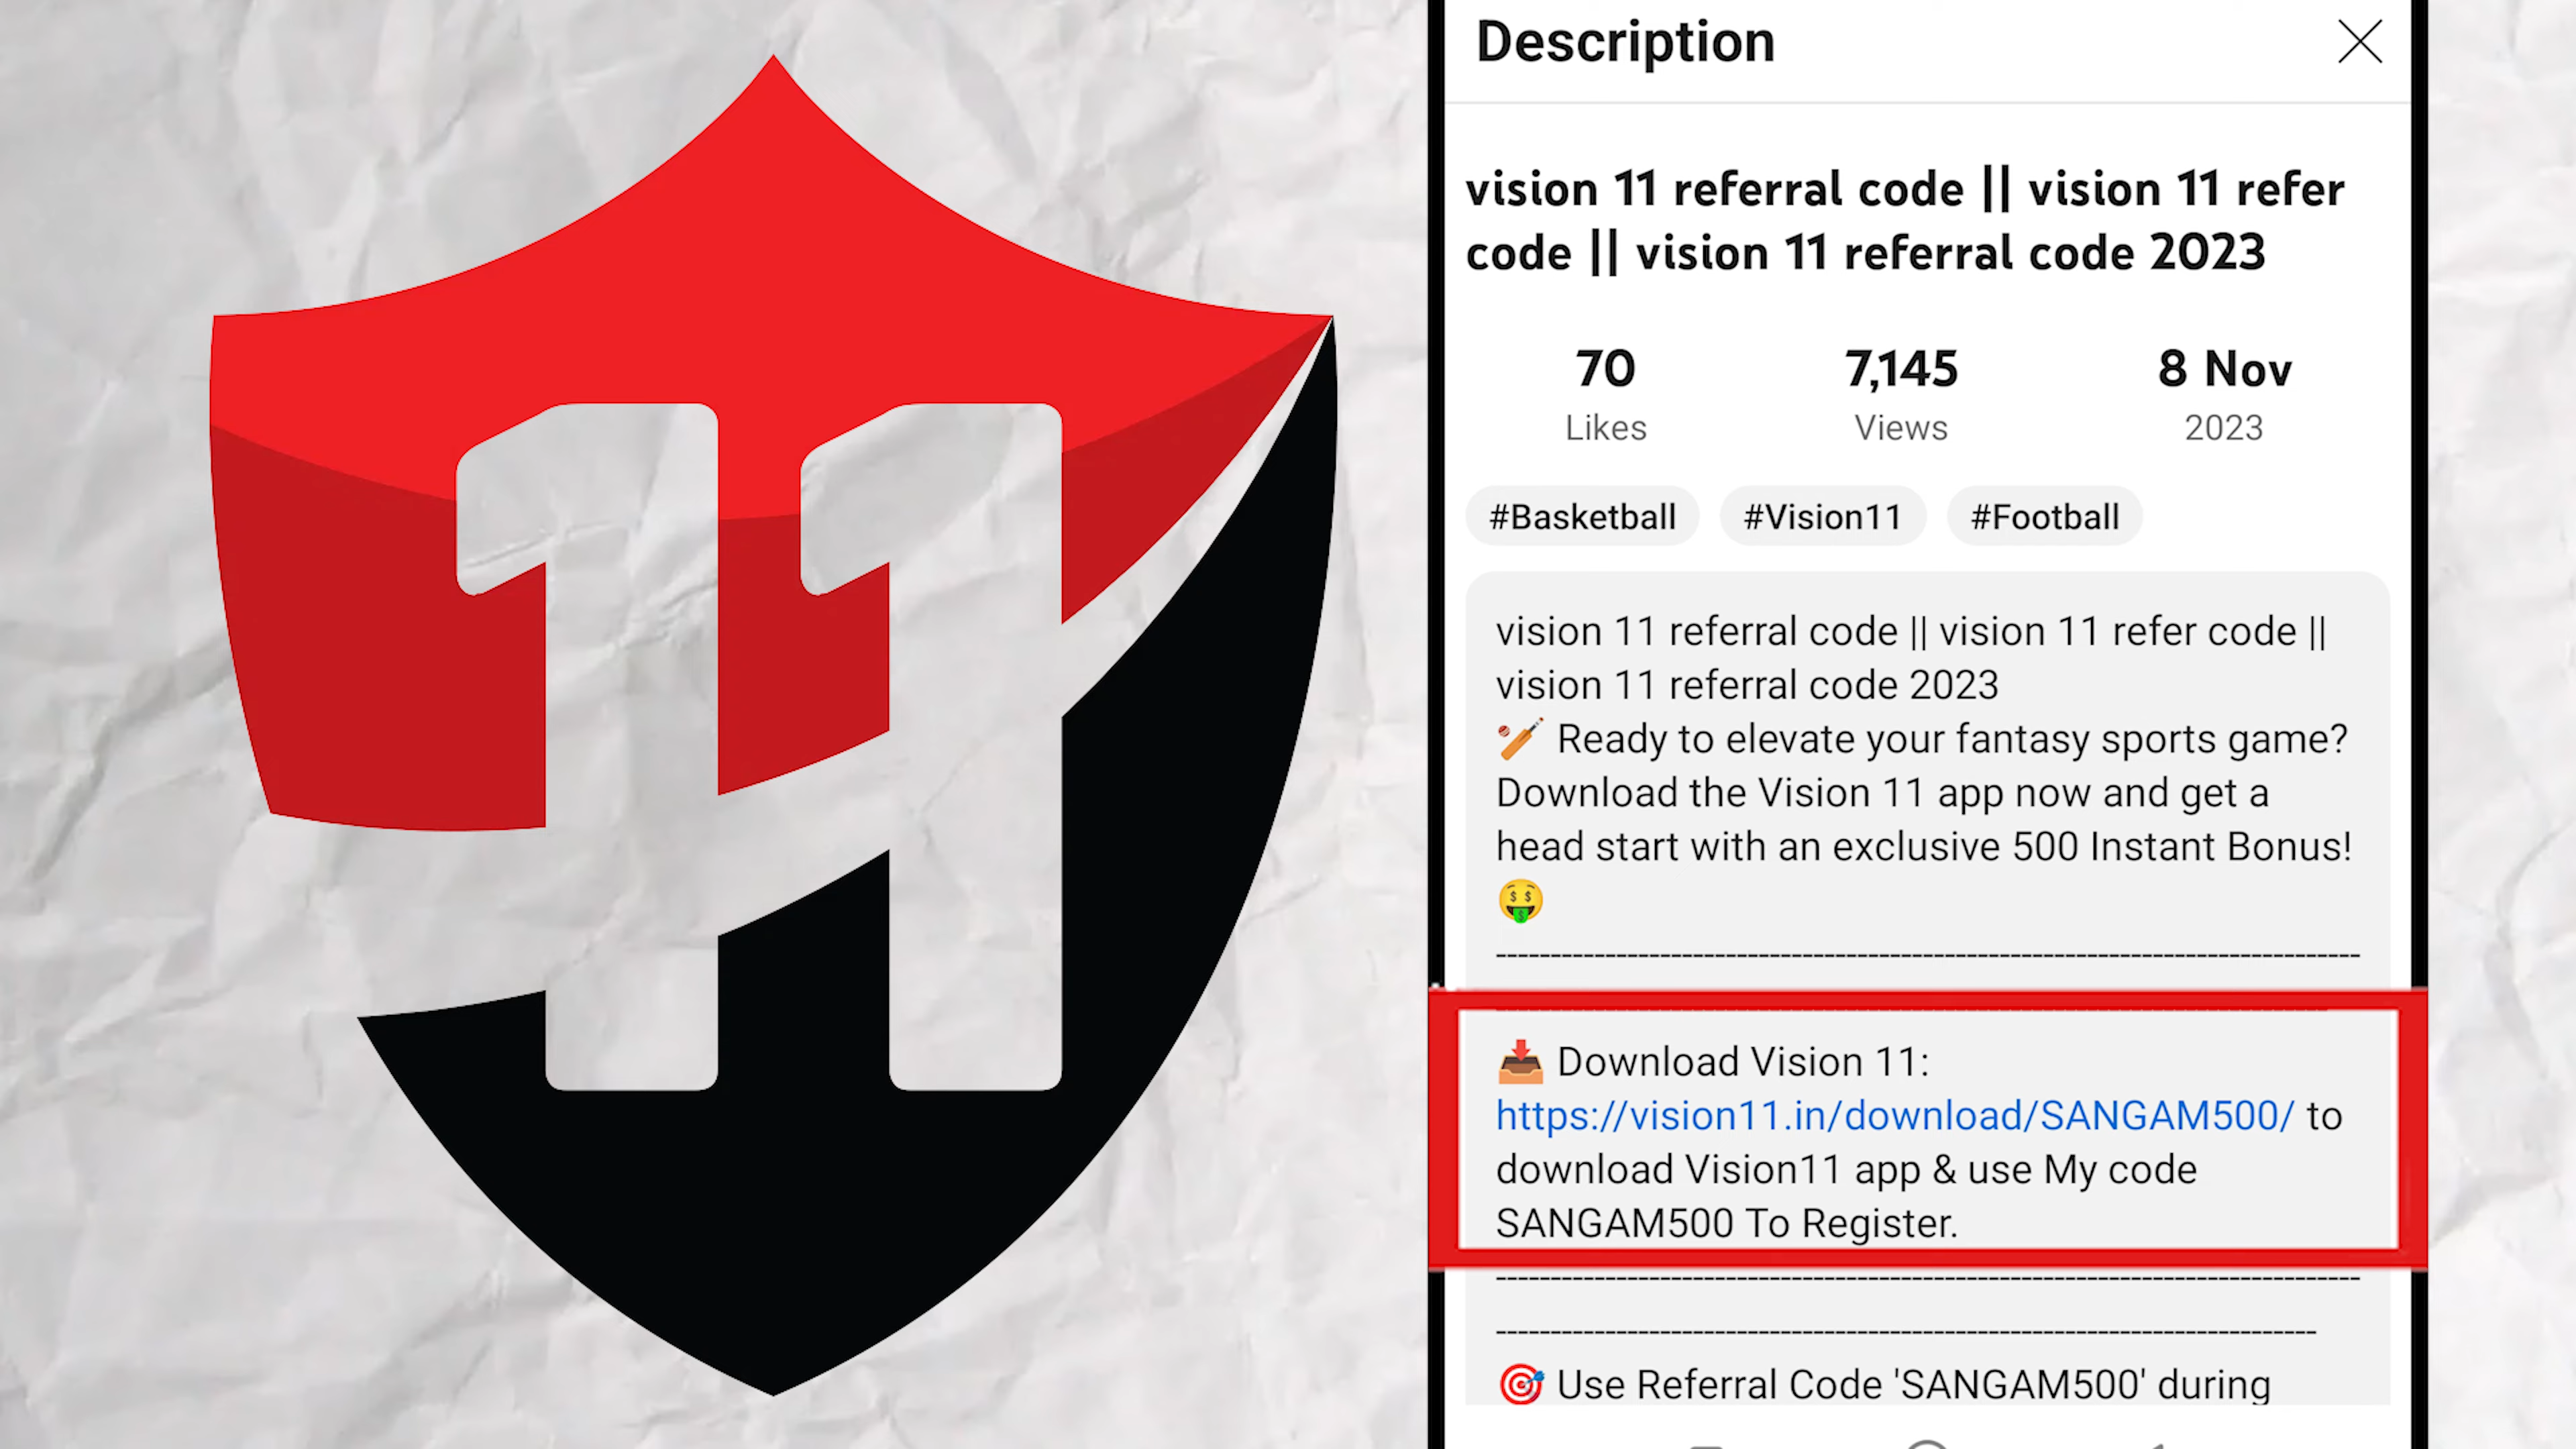 11
Description
vision 11 referral code || vision 11 refer
code || vision 11 referral code 2023
70 7,145 8 Nov
Likes Views 2023
#Basketball #Vision11 #Football
vision 11 referral code || vision 11 refer code ||
vision 11 referral code 2023
🏏 Ready to elevate your fantasy sports game?
Download the Vision 11 app now and get a
head start with an exclusive 500 Instant Bonus!
🤑
📥 Download Vision 11:
https://vision11.in/download/SANGAM500/ to
download Vision11 app & use My code
SANGAM500 To Register.
🎯 Use Referral Code 'SANGAM500' during